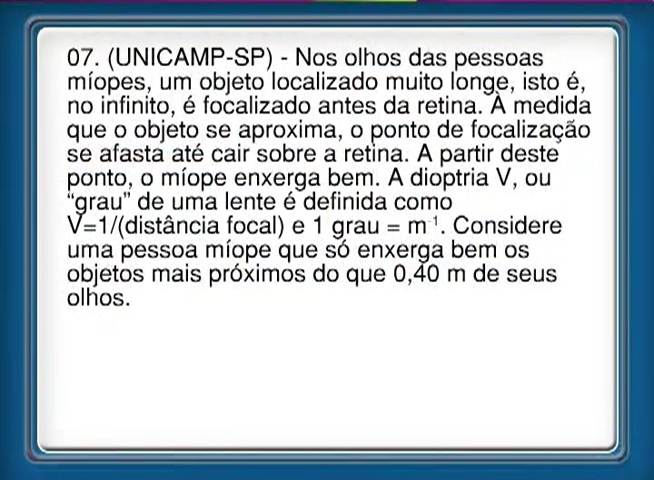 07. (UNICAMP-SP) - Nos olhos das pessoas
míopes, um objeto localizado muito longe, isto é,
no infinito, é focalizado antes da retina. À medida
que o objeto se aproxima, o ponto de focalização
se afasta até cair sobre a retina. A partir deste
ponto, o míope enxerga bem. A dioptria V, ou
“grau” de uma lente é definida como
V=1/(distância focal) e 1 grau = m⁻¹. Considere
uma pessoa míope que só enxerga bem os
objetos mais próximos do que 0,40 m de seus
olhos.